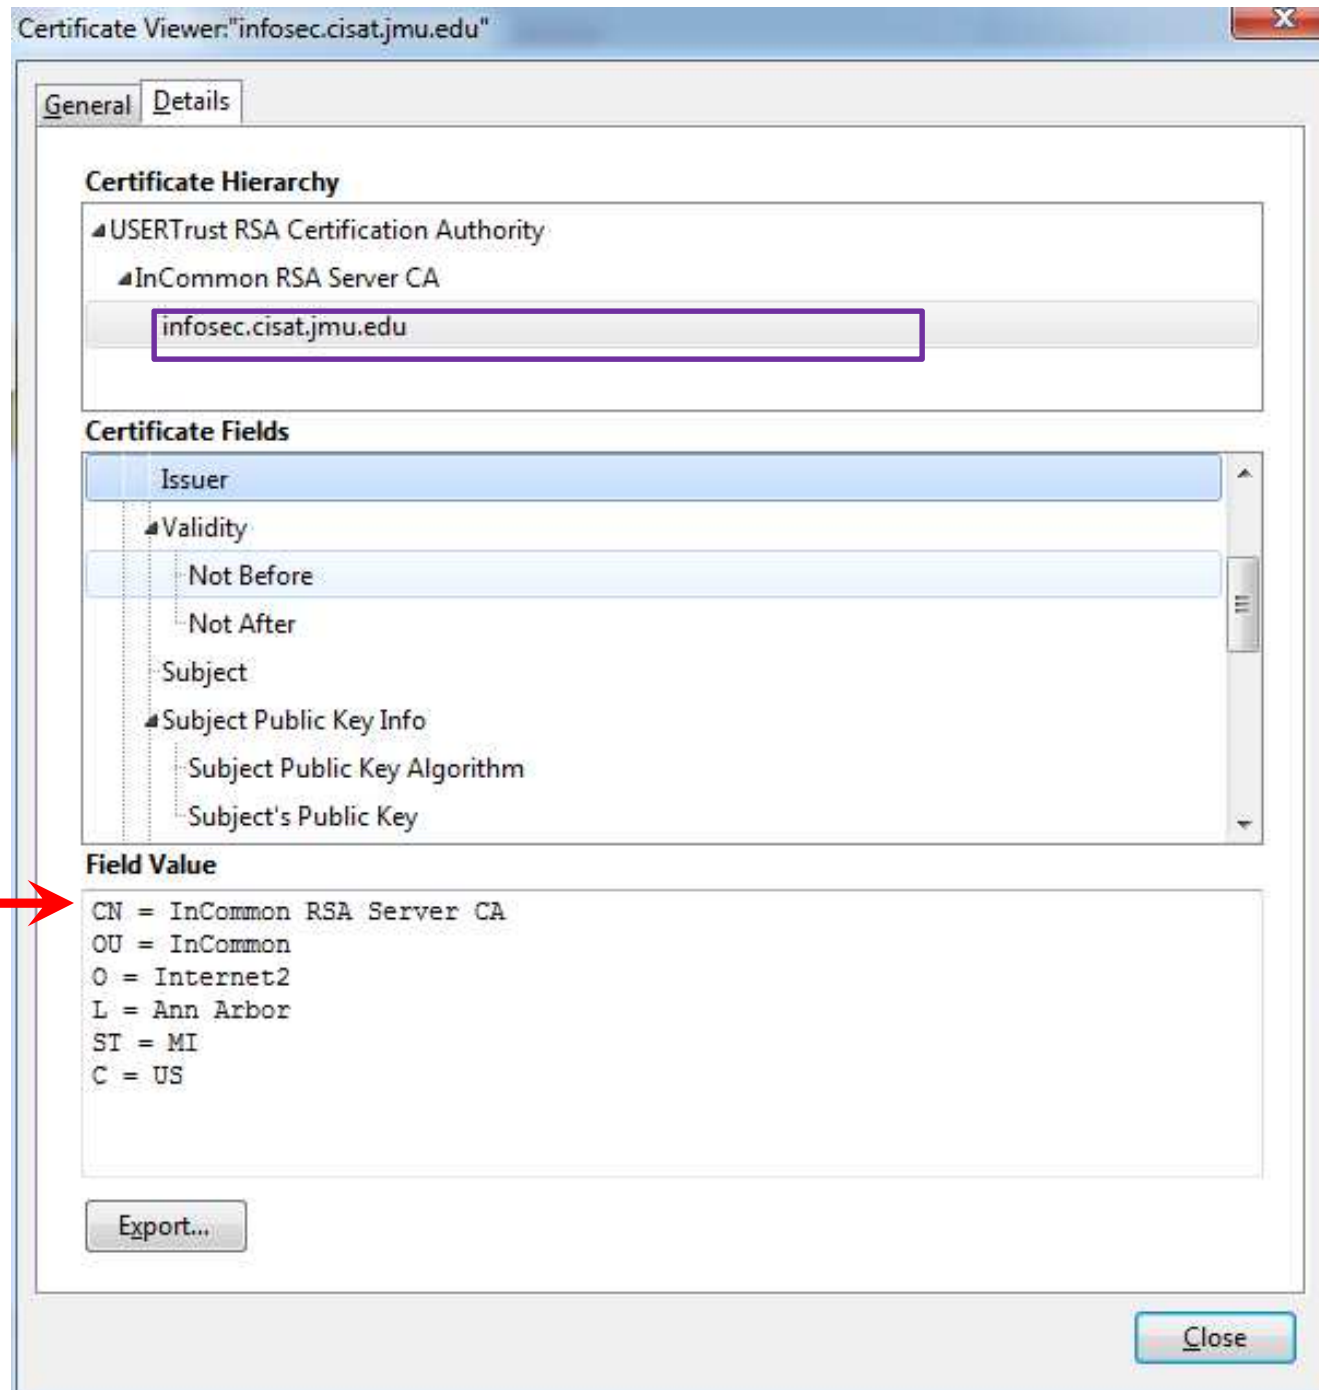 Certificate Viewer:"infosec.cisat.jmu.edu"
X
General Details
Certificate Hierarchy
USERTrust RSA Certification Authority
InCommon RSA Server CA
infosec.cisat.jmu.edu
Certificate Fields
Issuer
Validity
Not Before
Not After
Subject
Subject Public Key Info
Subject Public Key Algorithm
Subject's Public Key
Field Value
CN = InCommon RSA Server CA
OU = InCommon
O = Internet2
L = Ann Arbor
ST = MI
C = US
Export...
Close